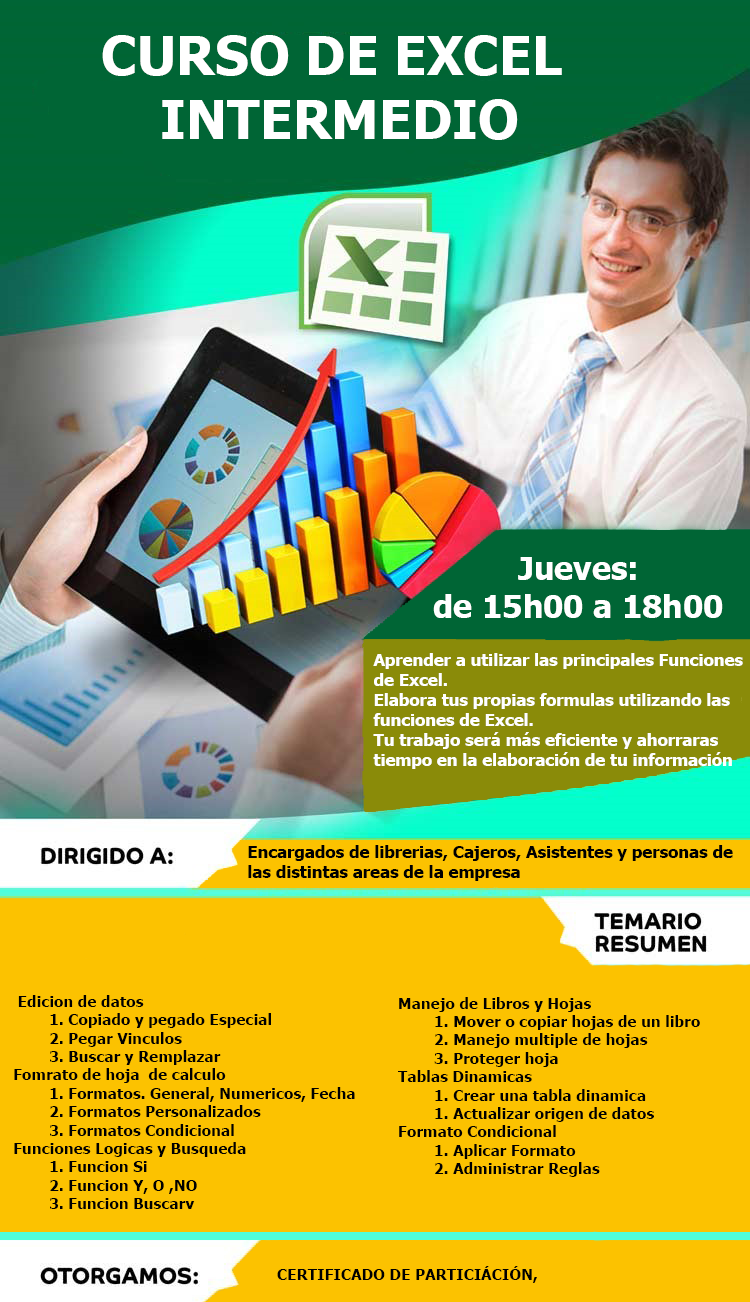 CURSO DE EXCEL
INTERMEDIO
Jueves:
de 15h00 a 18h00
Aprender a utilizar las principales Funciones
de Excel.
Elabora tus propias formulas utilizando las
funciones de Excel.
Tu trabajo será más eficiente y ahorraras
tiempo en la elaboración de tu información
DIRIGIDO A:
Encargados de librerias, Cajeros, Asistentes y personas de
las distintas areas de la empresa
TEMARIO
RESUMEN
Edicion de datos
1. Copiado y pegado Especial
2. Pegar Vinculos
3. Buscar y Remplazar
Fomrato de hoja de calculo
1. Formatos. General, Numericos, Fecha
2. Formatos Personalizados
3. Formatos Condicional
Funciones Logicas y Busqueda
1. Funcion Si
2. Funcion Y, O ,NO
3. Funcion Buscarv
Manejo de Libros y Hojas
1. Mover o copiar hojas de un libro
2. Manejo multiple de hojas
3. Proteger hoja
Tablas Dinamicas
1. Crear una tabla dinamica
1. Actualizar origen de datos
Formato Condicional
1. Aplicar Formato
2. Administrar Reglas
OTORGAMOS:
CERTIFICADO DE PARTICIÁCIÓN,